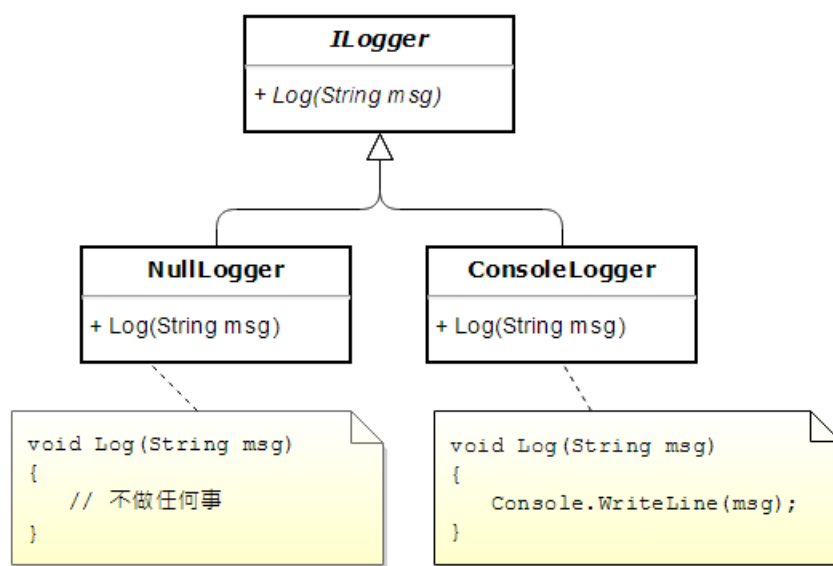 ILogger
+ Log(String msg)
NullLogger
+ Log(String msg)
ConsoleLogger
+ Log(String msg)
void Log(String msg)
{
// 不做任何事
}
void Log(String msg)
{
Console.WriteLine(msg);
}